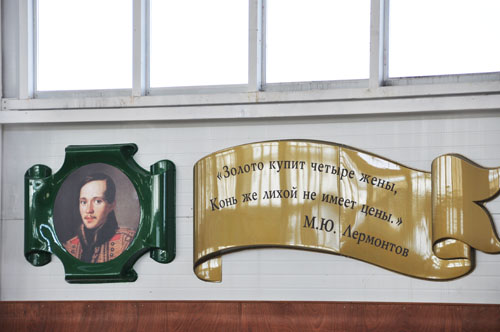 «Золото купит четыре жены,
Конь же лихой не имеет цены.»
М.Ю. Лермонтов